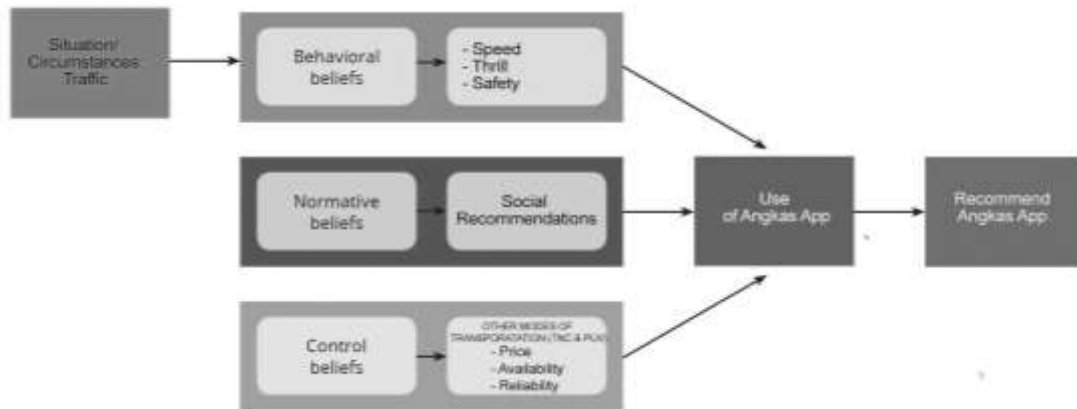 Situation/
Circumstances:
Traffic
Behavioral
beliefs
- Speed
- Thrill
- Safety
Normative
beliefs
Social
Recommendations
Use
of Angkas App
Recommend
Angkas App
Control
beliefs
OTHER MODES OF
TRANSPORATATION (TNC & PUV)
- Price
- Availability
- Reliability